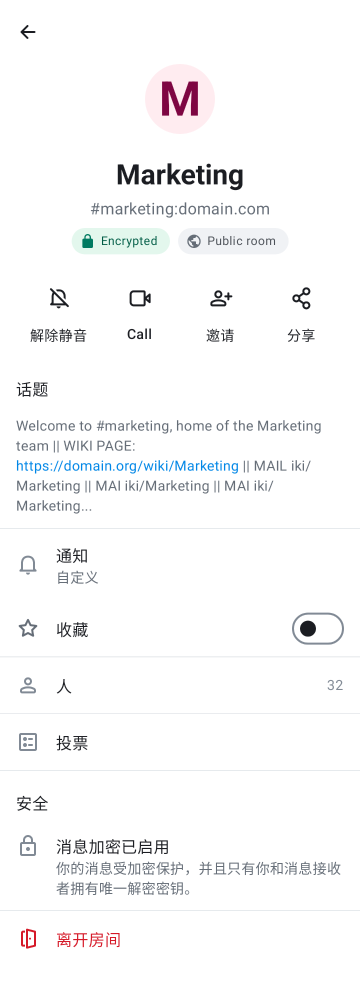 M
Marketing
#marketing:domain.com
Encrypted
Public room
解除静音
Call
邀请
分享
话题
Welcome to #marketing, home of the Marketing
team || WIKI PAGE:
https://domain.org/wiki/Marketing || MAIL iki/
Marketing || MAI iki/Marketing || MAI iki/
Marketing...
通知
自定义
收藏
人
32
投票
安全
消息加密已启用
你的消息受加密保护，并且只有你和消息接收
者拥有唯一解密密钥。
离开房间